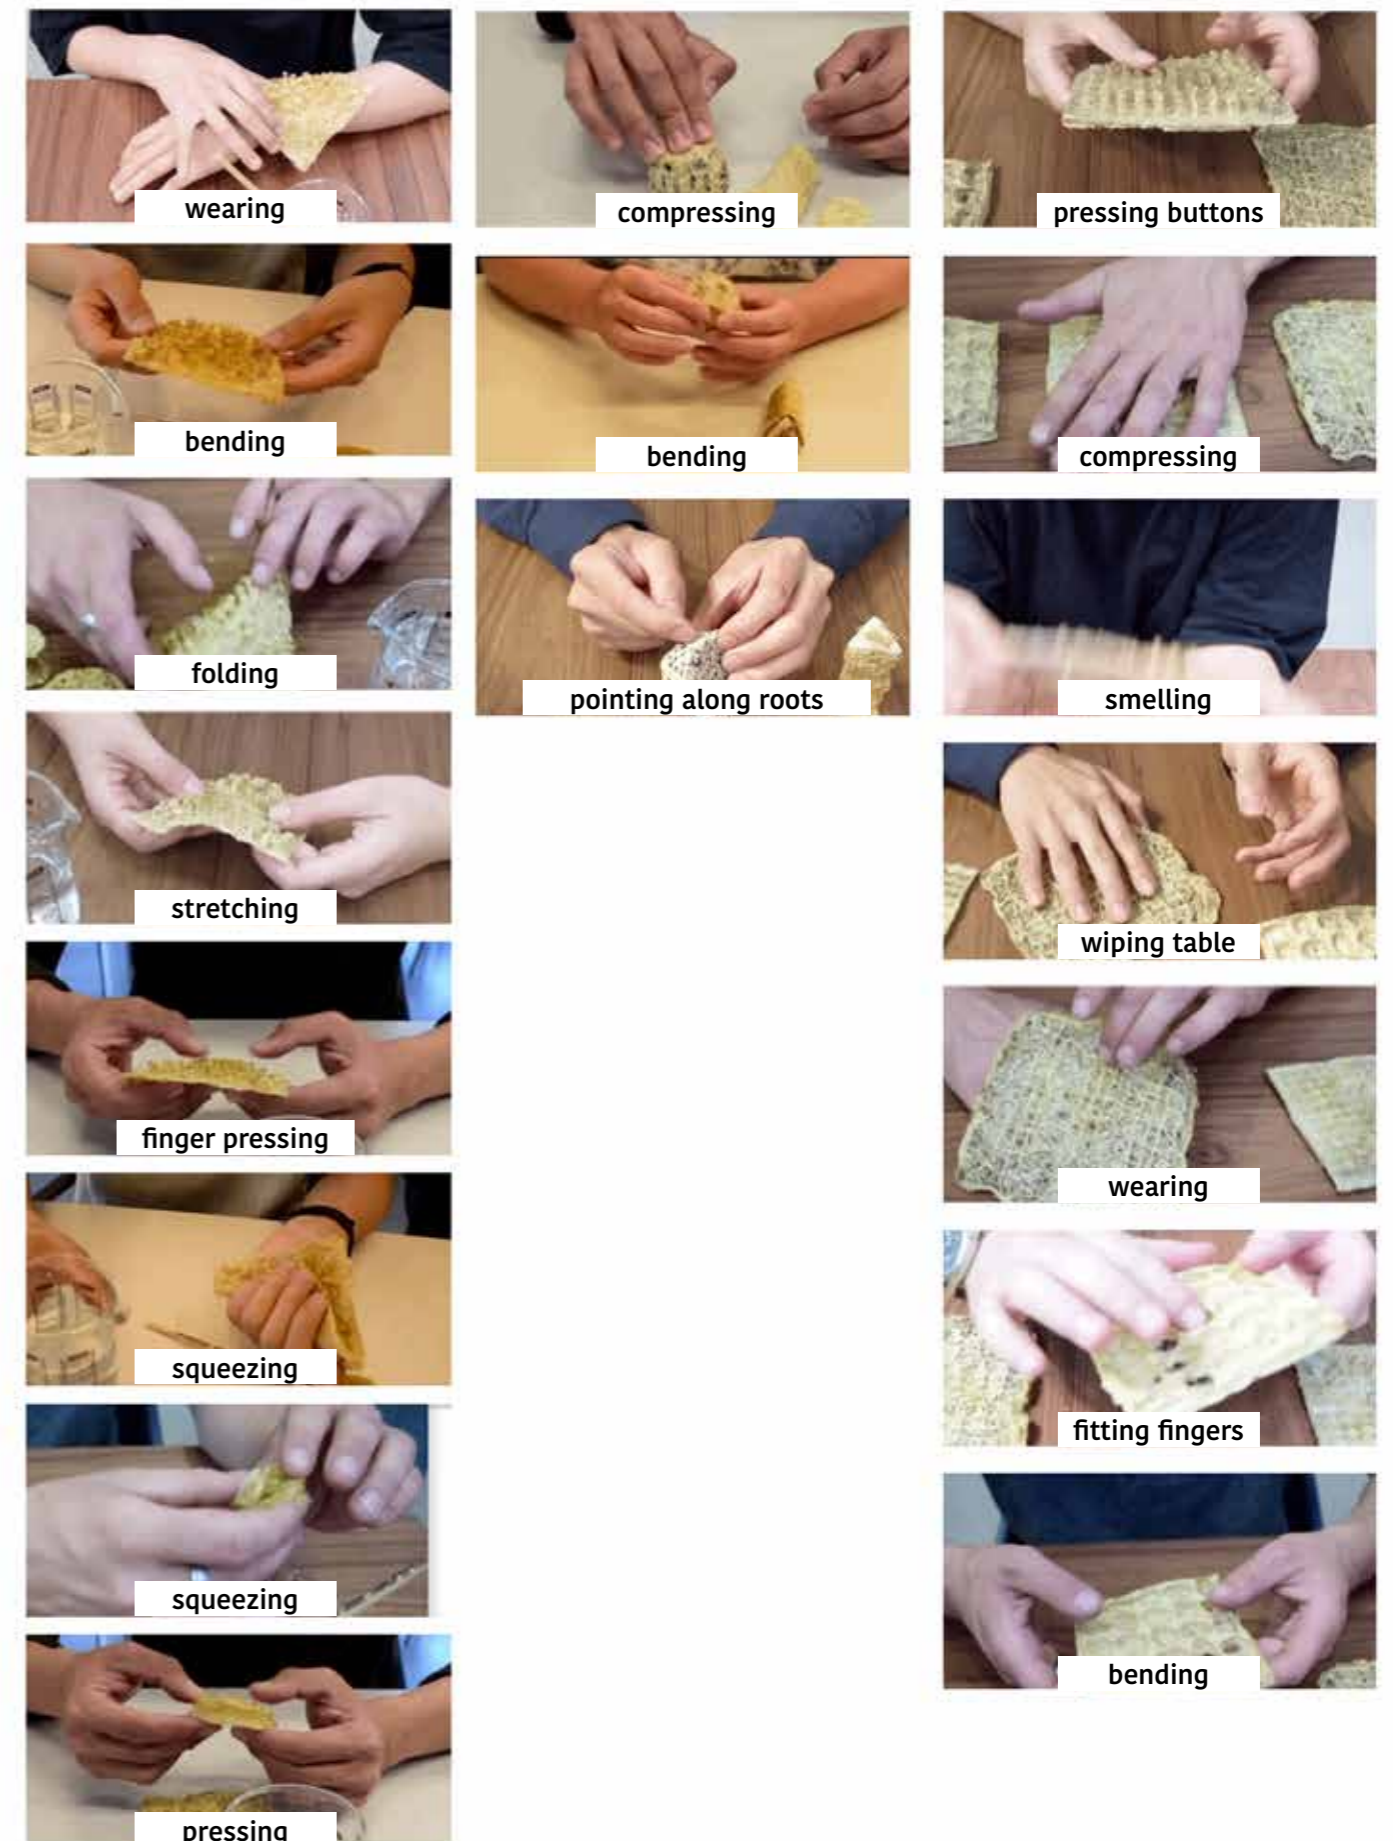 wearing
bending
folding
stretching
finger pressing
squeezing
squeezing
pressing
compressing
bending
pointing along roots
pressing buttons
compressing
smelling
wiping table
wearing
fitting fingers
bending